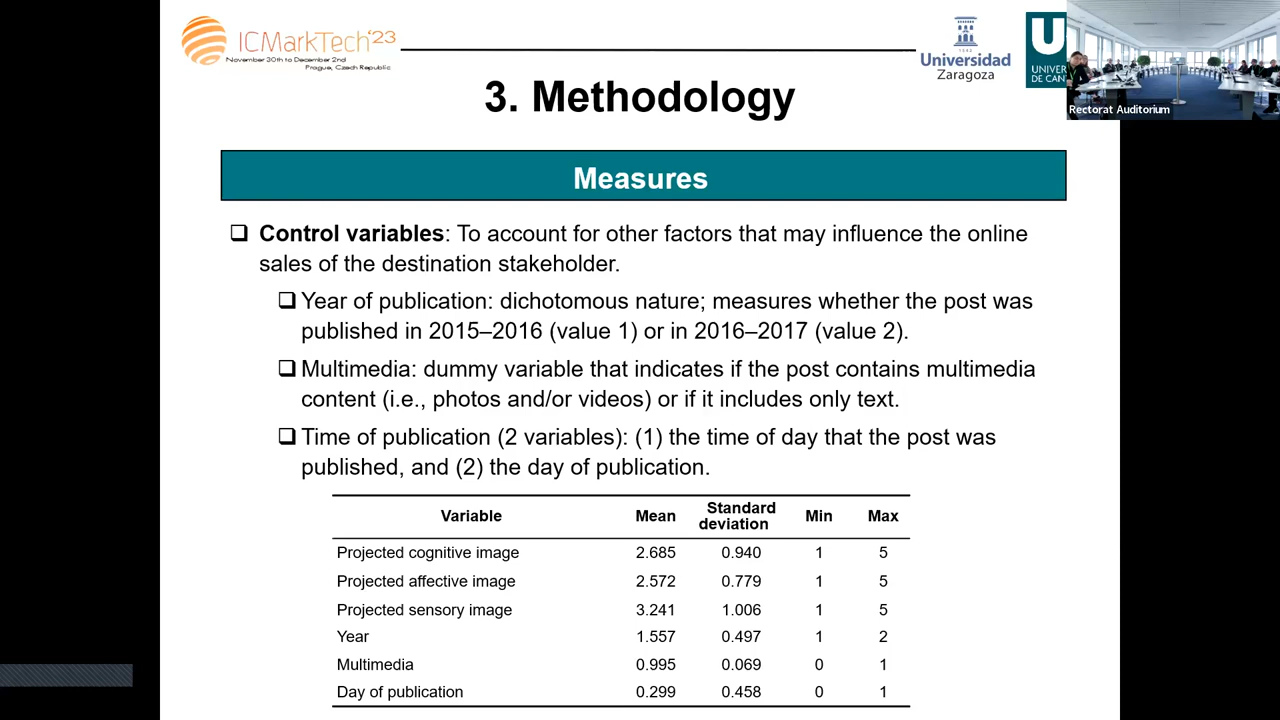 ICMarkTech'23
November 30th to December 2nd
Prague, Czech Republic
1542
Universidad
Zaragoza
U
UNIVER
DE CAN
Rectorat Auditorium
3. Methodology
Measures
Control variables: To account for other factors that may influence the online
sales of the destination stakeholder.
Year of publication: dichotomous nature; measures whether the post was
published in 2015–2016 (value 1) or in 2016–2017 (value 2).
Multimedia: dummy variable that indicates if the post contains multimedia
content (i.e., photos and/or videos) or if it includes only text.
Time of publication (2 variables): (1) the time of day that the post was
published, and (2) the day of publication.
Variable Mean Standard deviation Min Max
Projected cognitive image 2.685 0.940 1 5
Projected affective image 2.572 0.779 1 5
Projected sensory image 3.241 1.006 1 5
Year 1.557 0.497 1 2
Multimedia 0.995 0.069 0 1
Day of publication 0.299 0.458 0 1